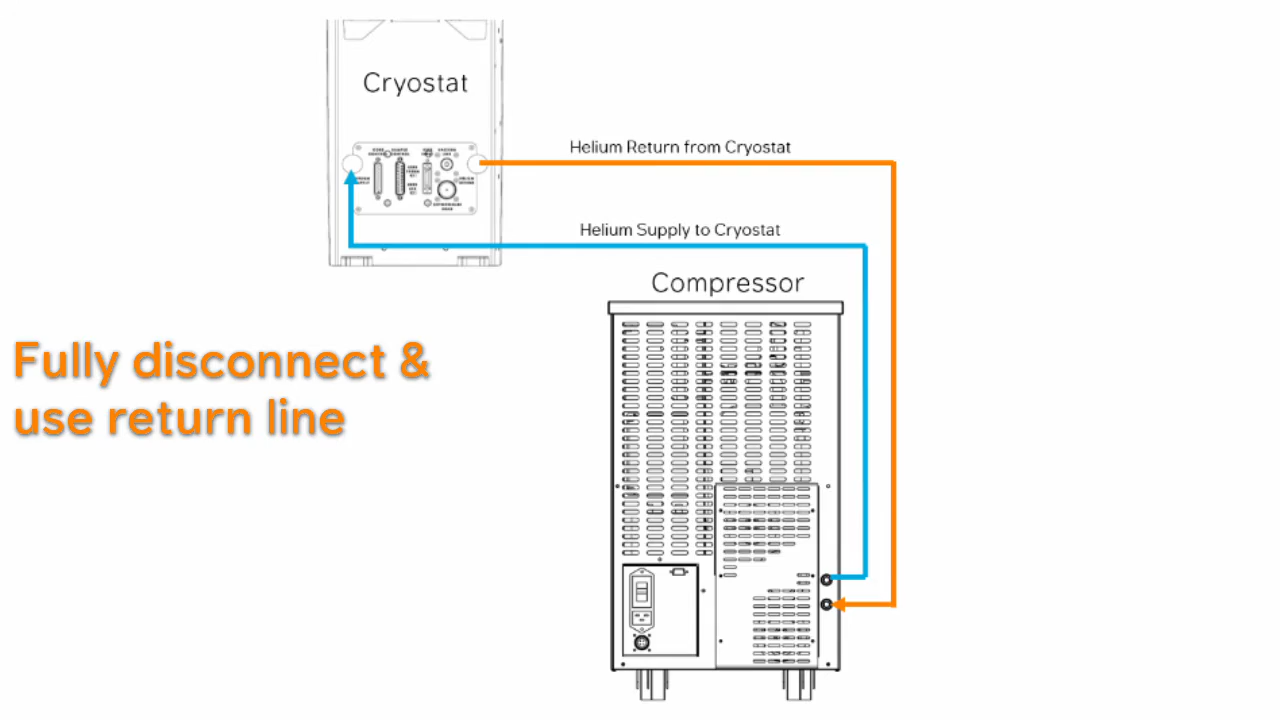 Cryostat
Helium Return from Cryostat
Helium Supply to Cryostat
Compressor
Fully disconnect &
use return line